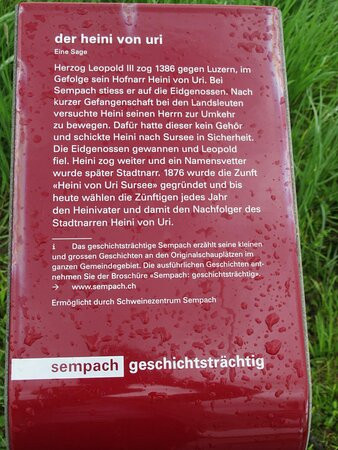 der heini von uri
Eine Sage
Herzog Leopold III zog 1386 gegen Luzern, im
Gefolge sein Hofnarr Heini von Uri. Bei
Sempach stiess er auf die Eidgenossen. Nach
kurzer Gefangenschaft bei den Landsleuten
versuchte Heini seinen Herrn zur Umkehr
zu bewegen. Dafür hatte dieser kein Gehör
und schickte Heini nach Sursee in Sicherheit.
Die Eidgenossen gewannen und Leopold
fiel. Heini zog weiter und ein Namensvetter
wurde später Stadtnarr. 1876 wurde die Zunft
«Heini von Uri Sursee» gegründet und bis
heute wählen die Zünftigen jedes Jahr
den Heinivater und damit den Nachfolger des
Stadtnarren Heini von Uri.
i Das geschichtsträchtige Sempach erzählt seine kleinen
und grossen Geschichten an den Originalschauplätzen im
ganzen Gemeindegebiet. Die ausführlichen Geschichten ent-
nehmen Sie der Broschüre «Sempach: geschichtsträchtig».
→ www.sempach.ch
Ermöglicht durch Schweinezentrum Sempach
sempach geschichtsträchtig